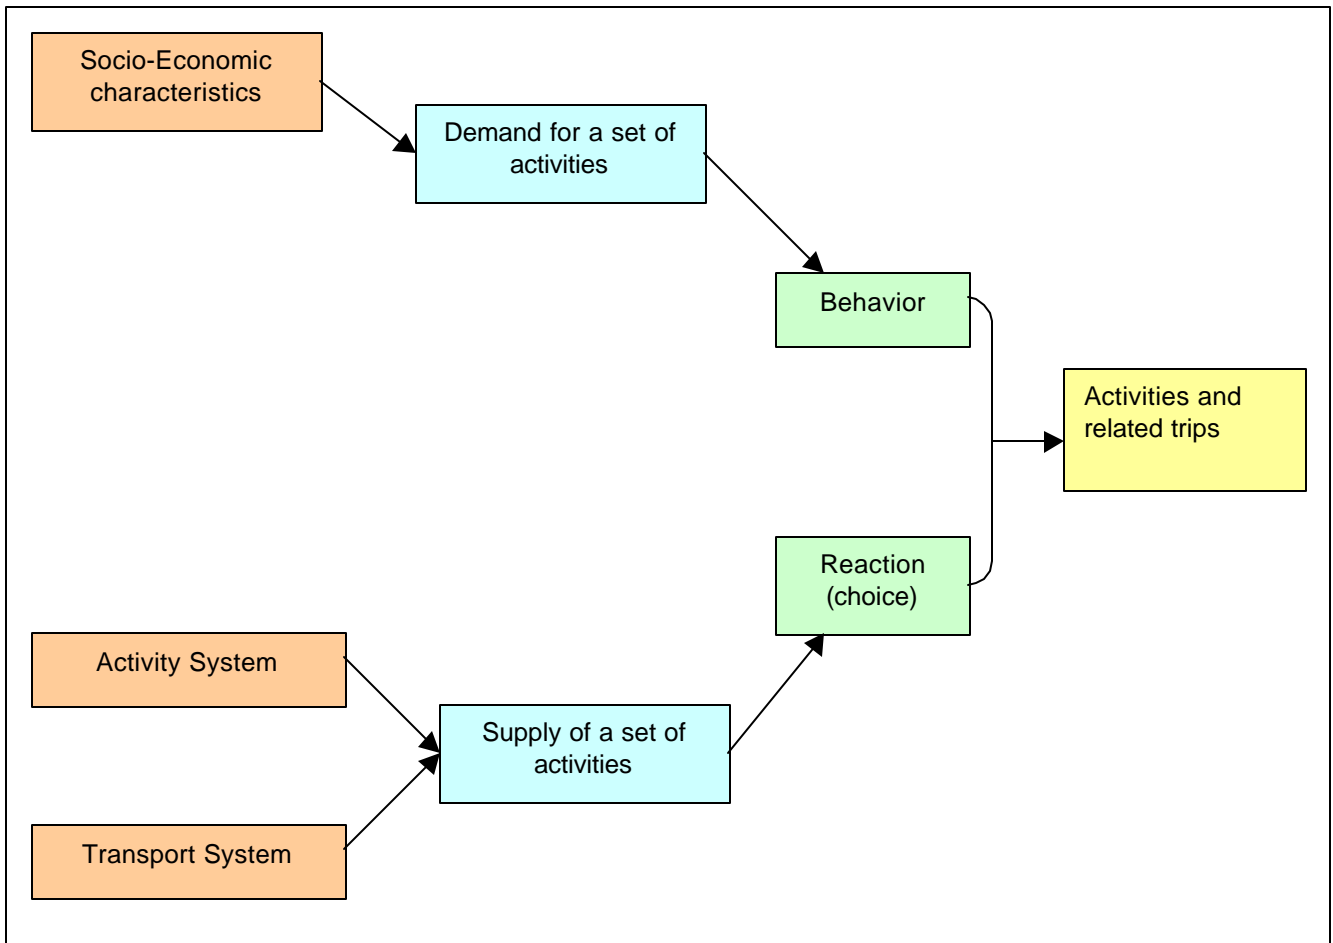 Socio-Economic
characteristics
Demand for a set of
activities
Behavior
Activities and
related trips
Reaction
(choice)
Activity System
Supply of a set of
activities
Transport System